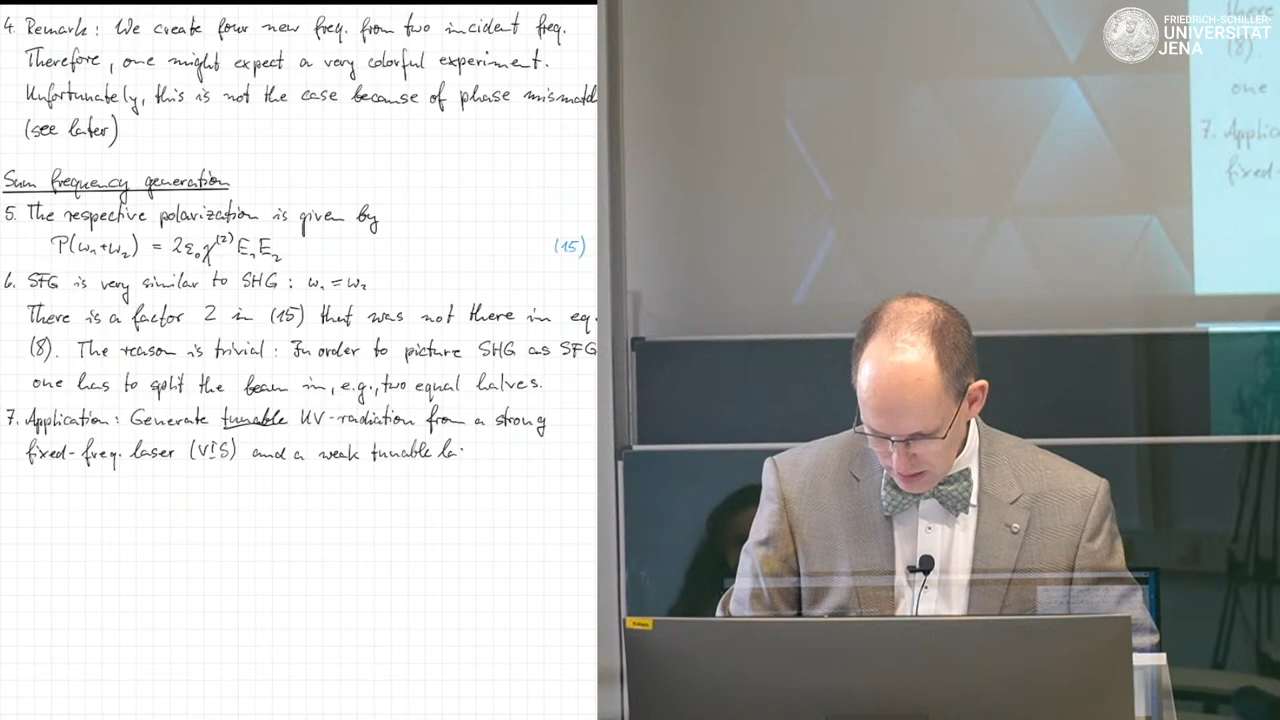 4. Remark: We create four new freq. from two incident freq.
Therefore, one might expect a very colorful experiment.
Unfortunately, this is not the case because of phase mismatch
(see later)
Sum frequency generation
5. The respective polarization is given by
P(ω₁+ω₂) = 2ε₀χ⁽²⁾E₁E₂ (15)
6. SFG is very similar to SHG: ω₁=ω₂
There is a factor 2 in (15) that was not there in eq.
(8). The reason is trivial: In order to picture SHG as SFG
one has to split the beam in, e.g., two equal halves.
7. Application: Generate tunable UV-radiation from a strong
fixed-freq. laser (VIS) and a weak tunable la
FRIEDRICH-SCHILLER-
UNIVERSITÄT
JENA
there
(8).
one
7. Applic
fixed-